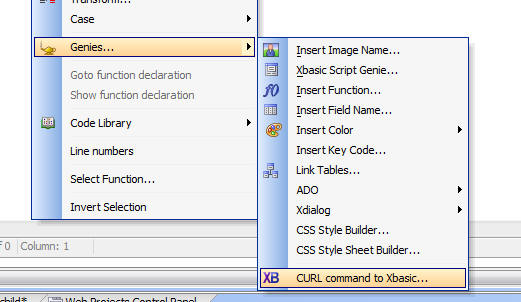 Transform...
Case
Genies...
Goto function declaration
Show function declaration
Code Library
Line numbers
Select Function...
Invert Selection
Insert Image Name...
Xbasic Script Genie...
Insert Function...
Insert Field Name...
Insert Color
Insert Key Code...
Link Tables...
ADO
Xdialog
CSS Style Builder...
CSS Style Sheet Builder...
XB CURL command to Xbasic...
of 0 Column: 1
child* Web Projects Control Panel